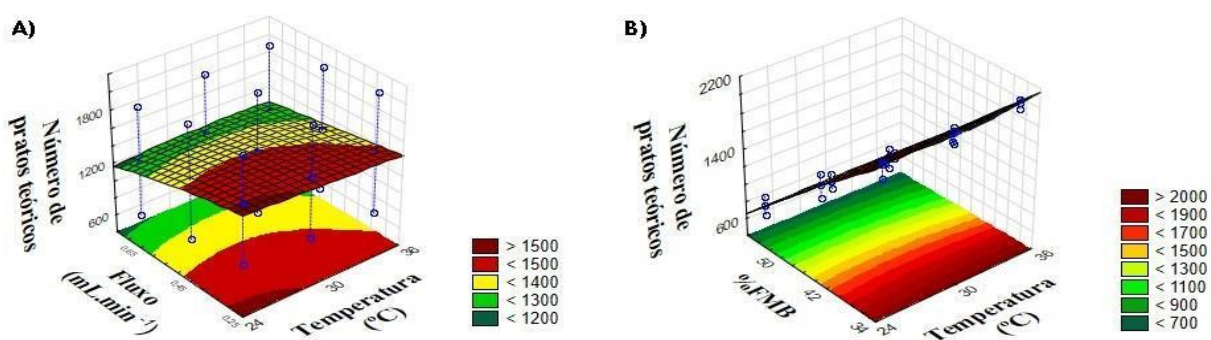 A)
Número de
pratos teóricos
1800
1200
600
0.65
0.45
0.25
Fluxo
(mL.min -1)
24
30
Temperatura
(ºC)
> 1500
< 1500
< 1400
< 1300
< 1200
B)
Número de
pratos teóricos
2200
1400
600
50
42
34
%FMB
24
30
36
Temperatura
(ºC)
> 2000
< 1900
< 1700
< 1500
< 1300
< 1100
< 900
< 700